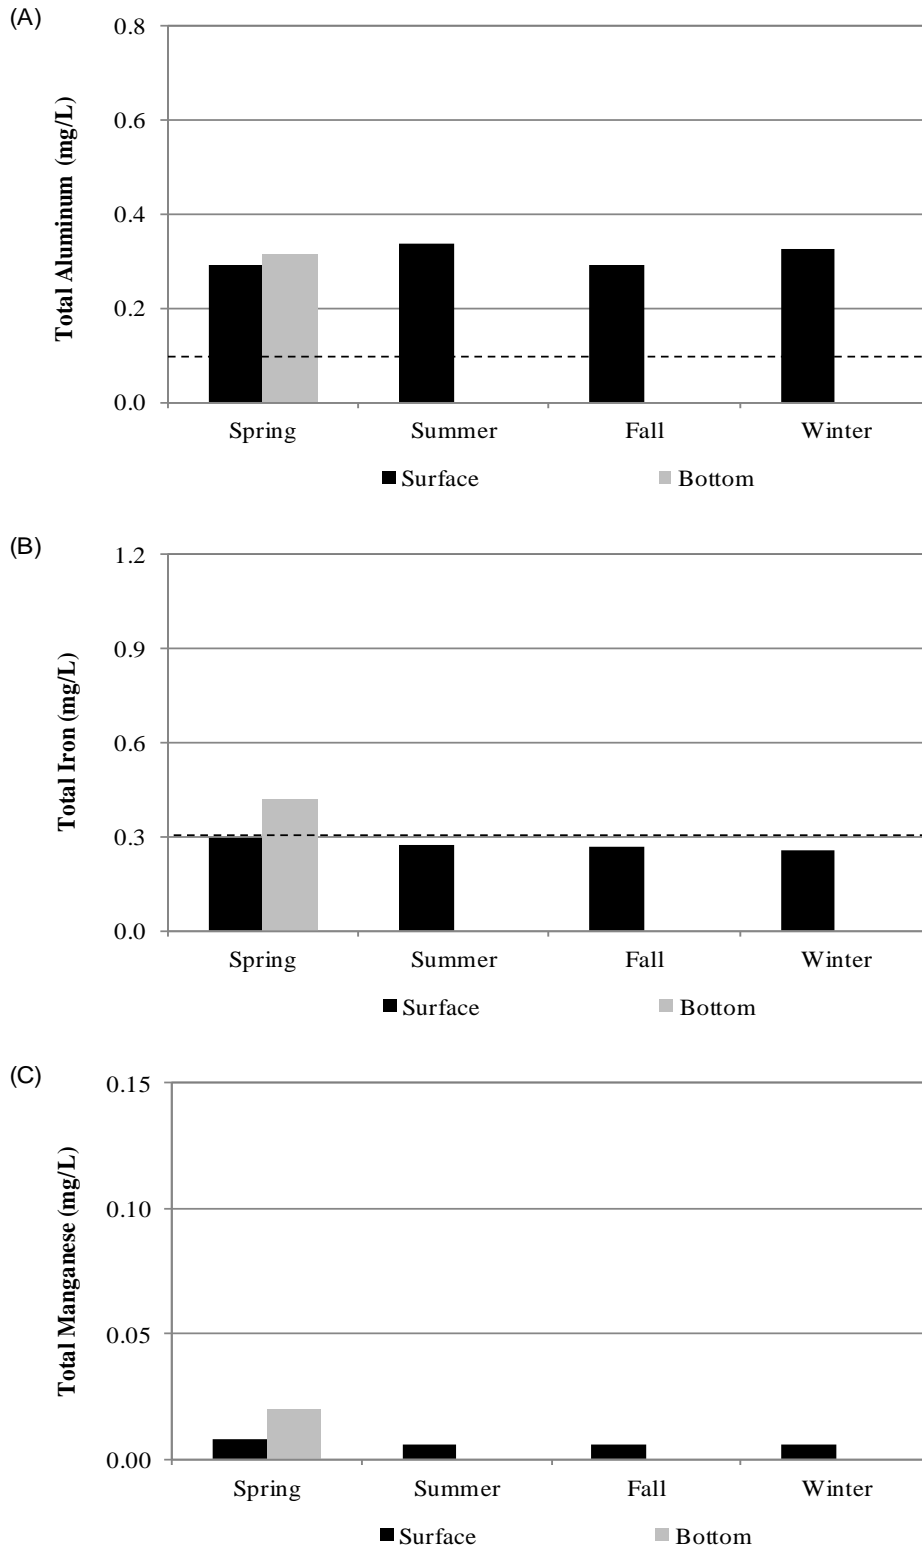 (A)
Total Aluminum (mg/L)
0.8
0.6
0.4
0.2
0.0
Spring Summer Fall Winter
Surface Bottom
(B)
Total Iron (mg/L)
1.2
0.9
0.6
0.3
0.0
Spring Summer Fall Winter
Surface Bottom
(C)
Total Manganese (mg/L)
0.15
0.10
0.05
0.00
Spring Summer Fall Winter
Surface Bottom